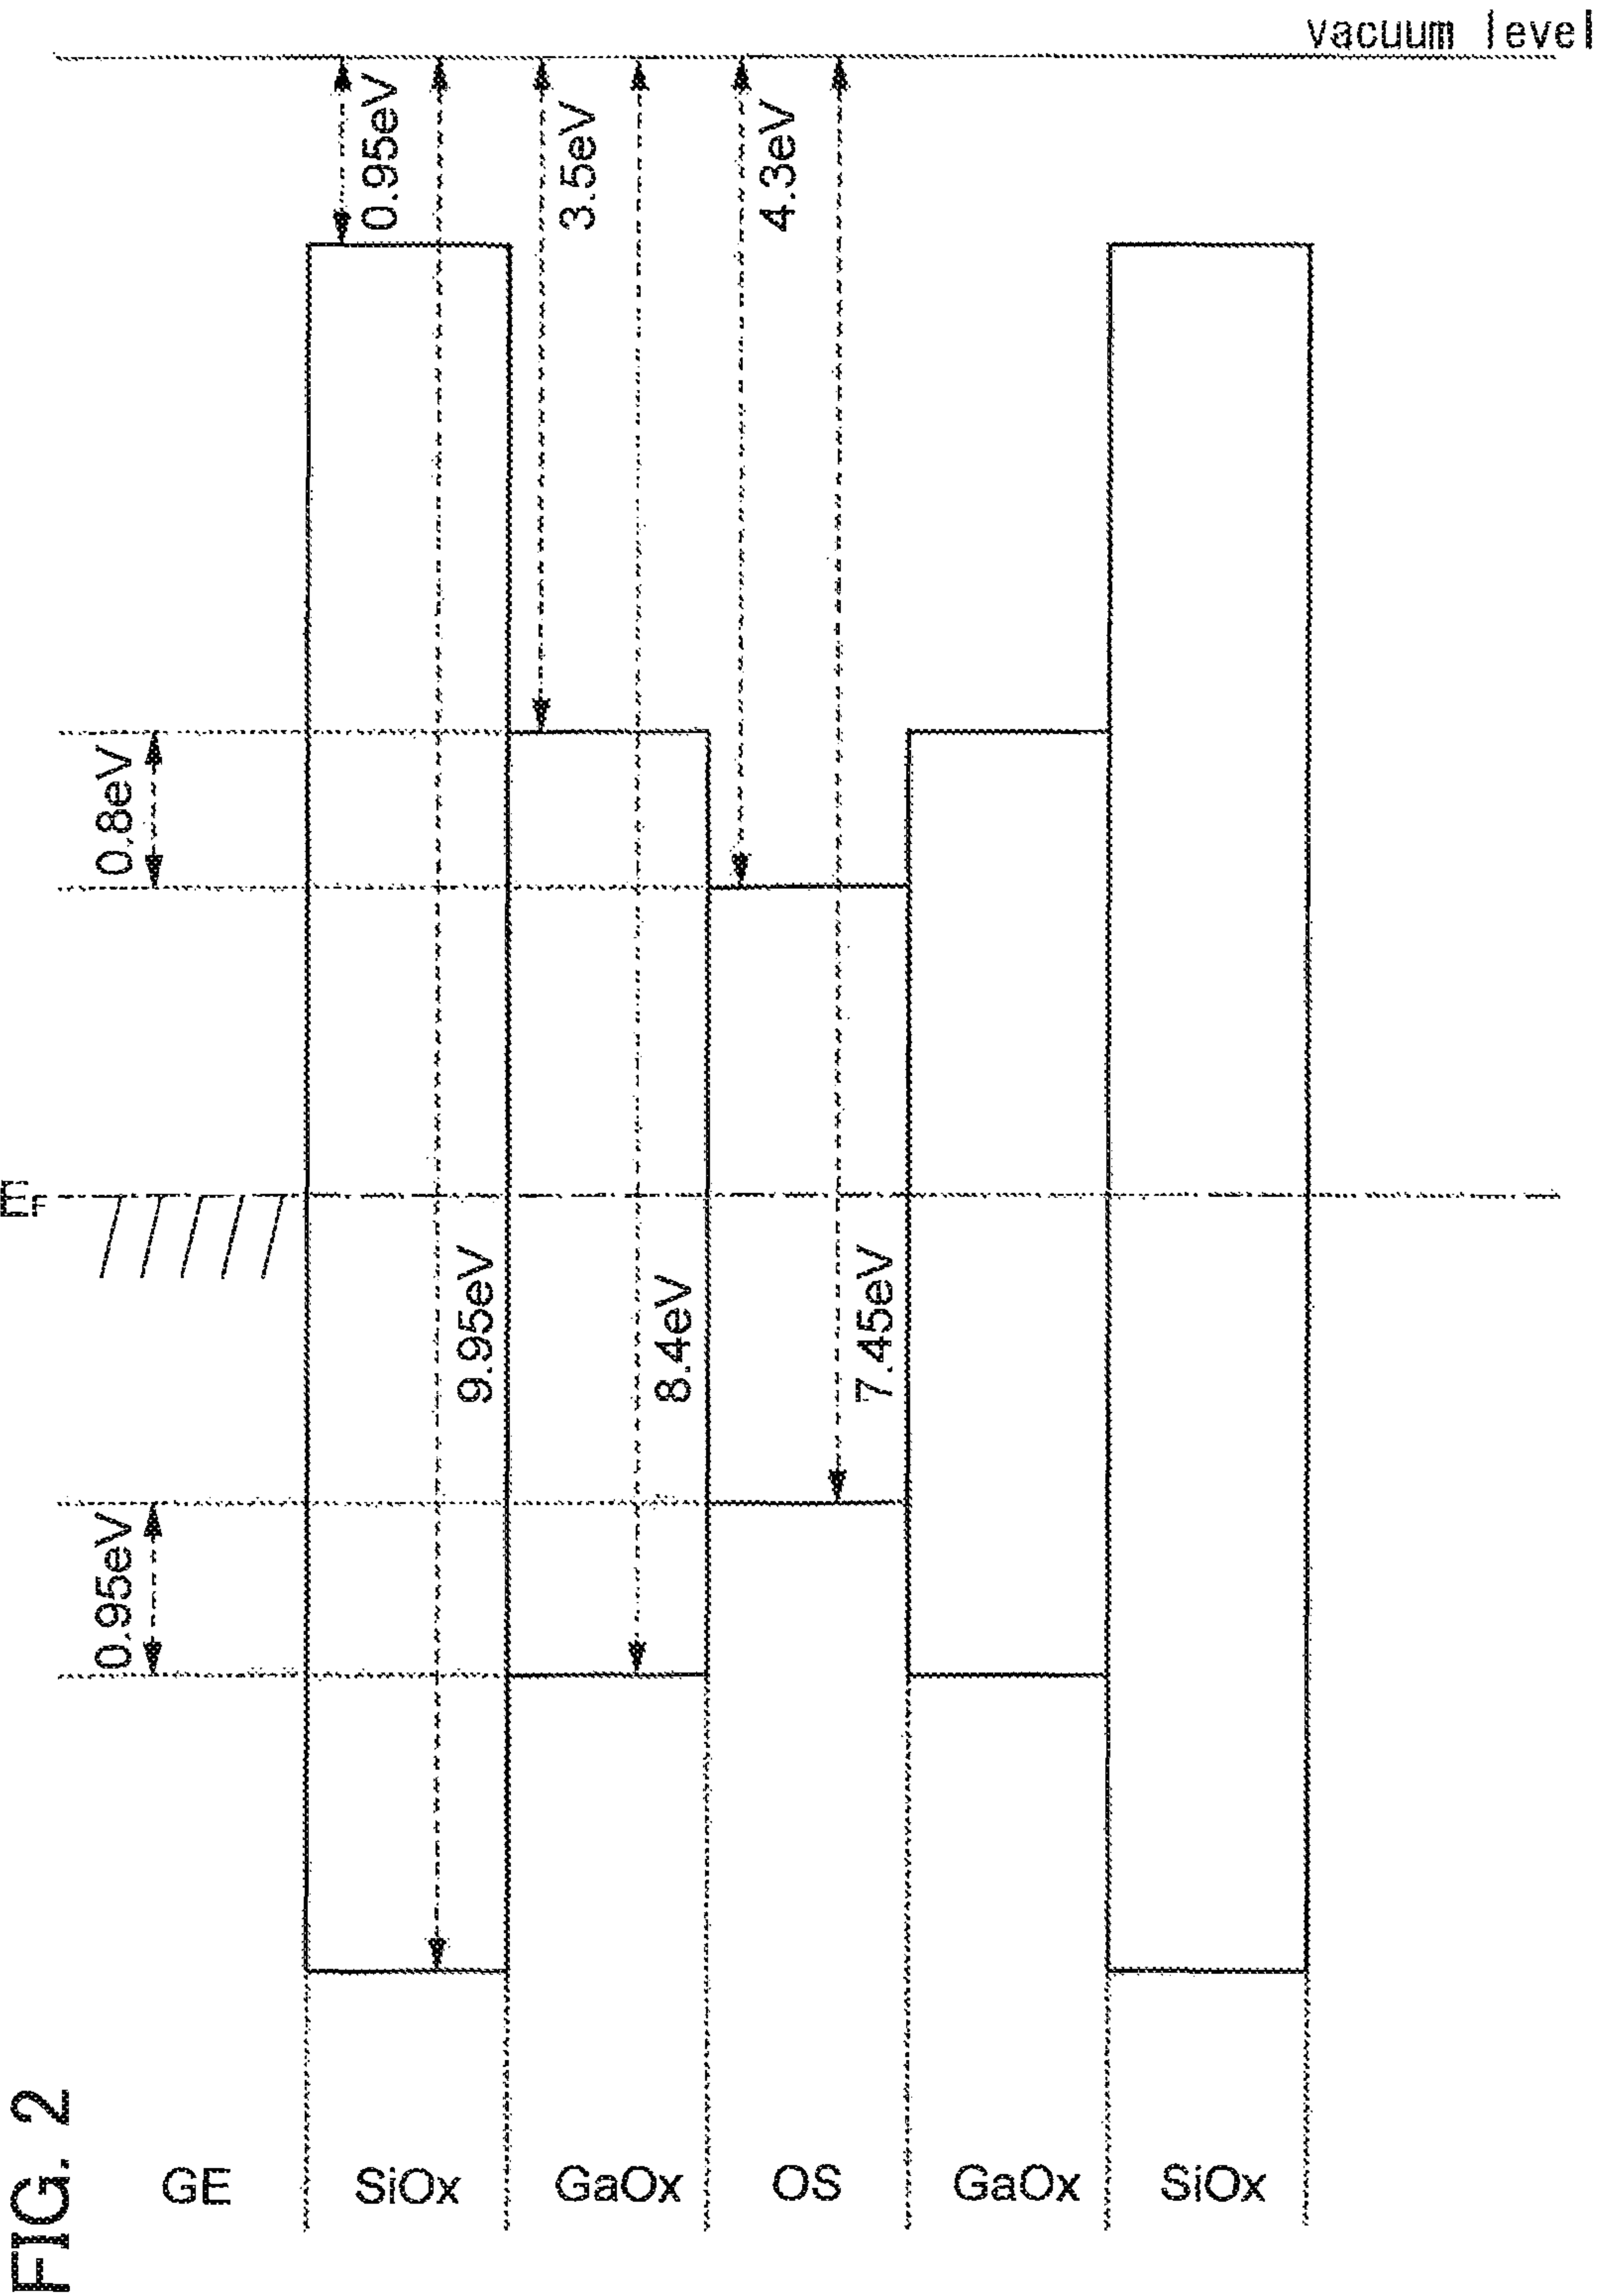 vacuum level
0.95eV
3.5eV
4.3eV
0.8eV
EF
9.95eV
8.4eV
7.45eV
0.95eV
GE
SiOx
GaOx
OS
GaOx
SiOx
FIG. 2